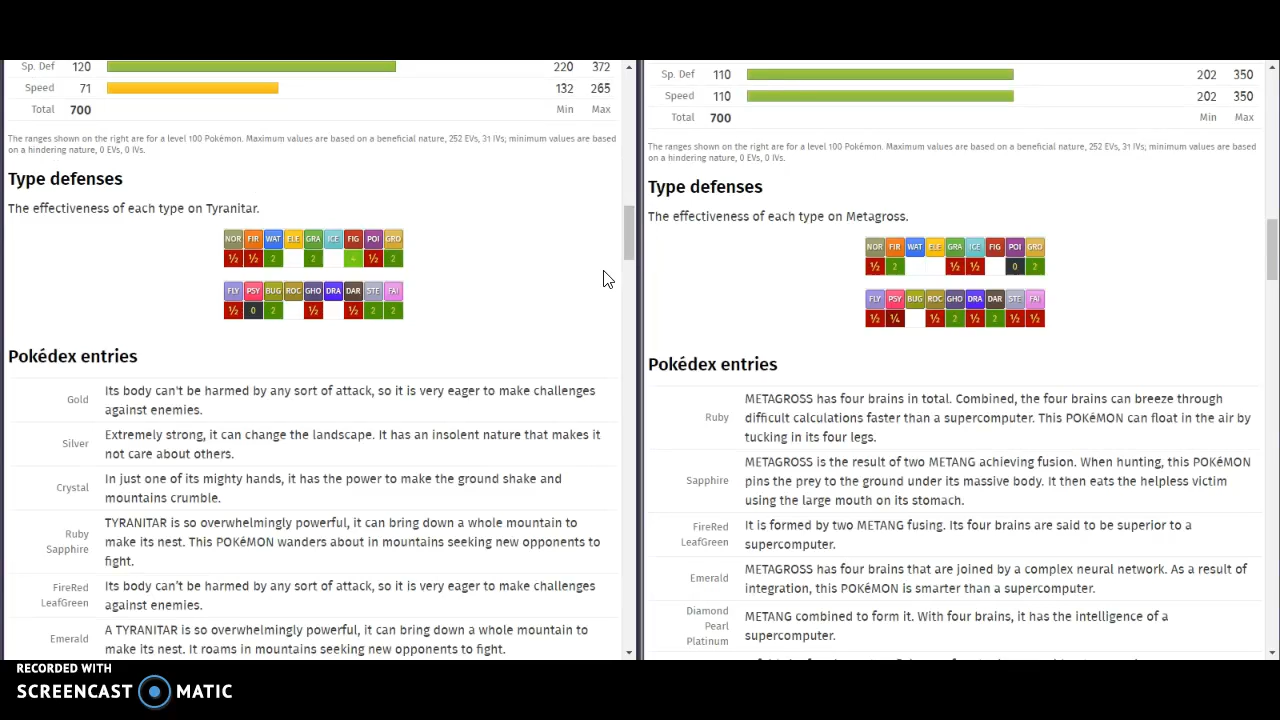 Sp. Def 120 220 372
Speed 71 132 265
Total 700 Min Max
The ranges shown on the right are for a level 100 Pokémon. Maximum values are based on a beneficial nature, 252 EVs, 31 IVs; minimum values are based
on a hindering nature, 0 EVs, 0 IVs.
Type defenses
The effectiveness of each type on Tyranitar.
NOR FIR WAT ELE GRA ICE FIG POI GRO
½ ½ 2 2 4 ½ 2
FLY PSY BUG ROC GHO DRA DAR STE FAI
½ 0 2 ½ ½ 2 2
Pokédex entries
Gold
Its body can't be harmed by any sort of attack, so it is very eager to make challenges
against enemies.
Silver
Extremely strong, it can change the landscape. It has an insolent nature that makes it
not care about others.
Crystal
In just one of its mighty hands, it has the power to make the ground shake and
mountains crumble.
Ruby
Sapphire
TYRANITAR is so overwhelmingly powerful, it can bring down a whole mountain to
make its nest. This POKéMON wanders about in mountains seeking new opponents to
fight.
FireRed
LeafGreen
Its body can't be harmed by any sort of attack, so it is very eager to make challenges
against enemies.
Emerald
A TYRANITAR is so overwhelmingly powerful, it can bring down a whole mountain to
make its nest. It roams in mountains seeking new opponents to fight.
Sp. Def 110 202 350
Speed 110 202 350
Total 700 Min Max
The ranges shown on the right are for a level 100 Pokémon. Maximum values are based on a beneficial nature, 252 EVs, 31 IVs; minimum values are based
on a hindering nature, 0 EVs, 0 IVs.
Type defenses
The effectiveness of each type on Metagross.
NOR FIR WAT ELE GRA ICE FIG POI GRO
½ 2 ½ ½ 0 2
FLY PSY BUG ROC GHO DRA DAR STE FAI
½ ¼ ½ 2 ½ 2 ½ ½
Pokédex entries
Ruby
METAGROSS has four brains in total. Combined, the four brains can breeze through
difficult calculations faster than a supercomputer. This POKéMON can float in the air by
tucking in its four legs.
Sapphire
METAGROSS is the result of two METANG achieving fusion. When hunting, this POKéMON
pins the prey to the ground under its massive body. It then eats the helpless victim
using the large mouth on its stomach.
FireRed
LeafGreen
It is formed by two METANG fusing. Its four brains are said to be superior to a
supercomputer.
Emerald
METAGROSS has four brains that are joined by a complex neural network. As a result of
integration, this POKéMON is smarter than a supercomputer.
Diamond
Pearl
Platinum
METANG combined to form it. With four brains, it has the intelligence of a
supercomputer.
RECORDED WITH
SCREENCAST MATIC